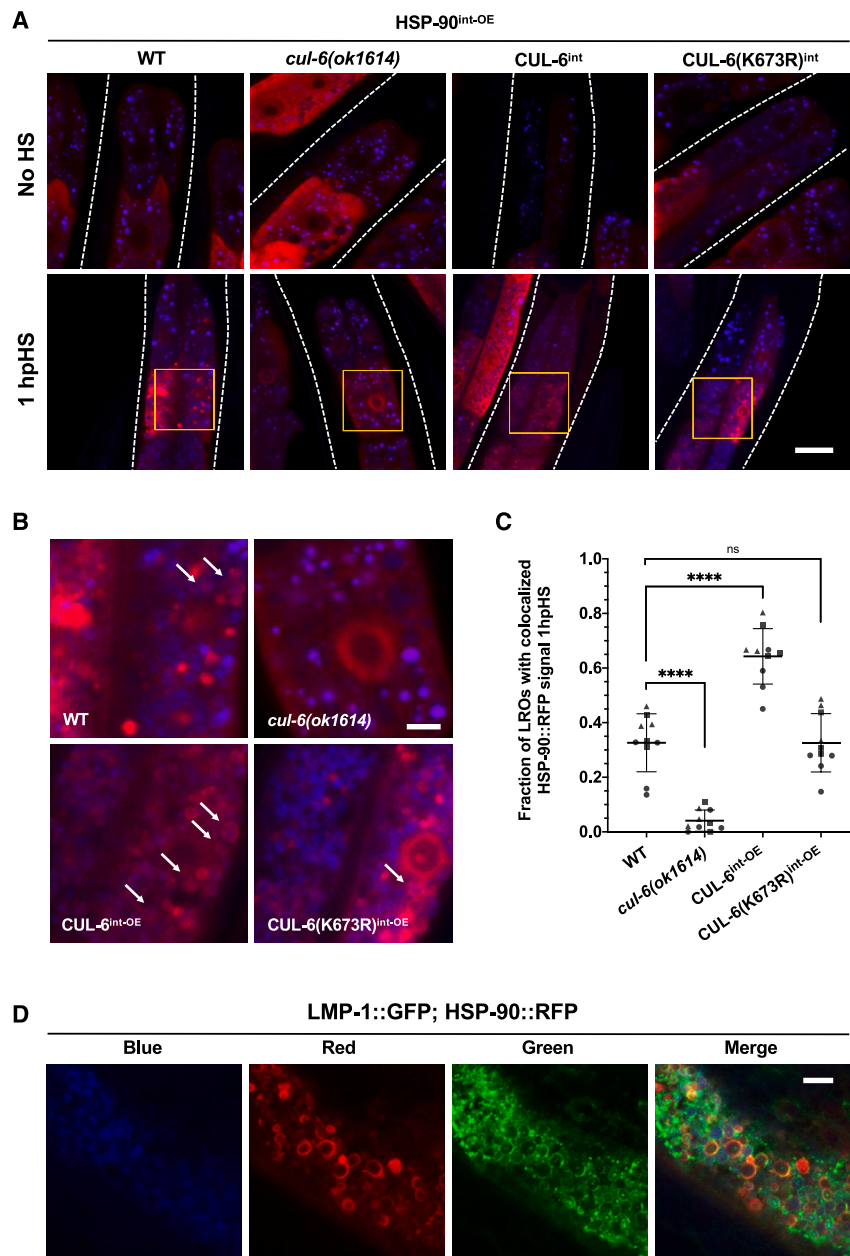 A
HSP-90int-OE
WT
cul-6(ok1614)
CUL-6int
CUL-6(K673R)int
No HS
1 hpHS
B
WT
cul-6(ok1614)
CUL-6int-OE
CUL-6(K673R)int-OE
C
Fraction of LROs with colocalized
HSP-90::RFP signal 1hpHS
1.0
0.8
0.6
0.4
0.2
0.0
ns
****
****
WT
cul-6(ok1614)
CUL-6int-OE
CUL-6(K673R)int-OE
D
LMP-1::GFP; HSP-90::RFP
Blue
Red
Green
Merge